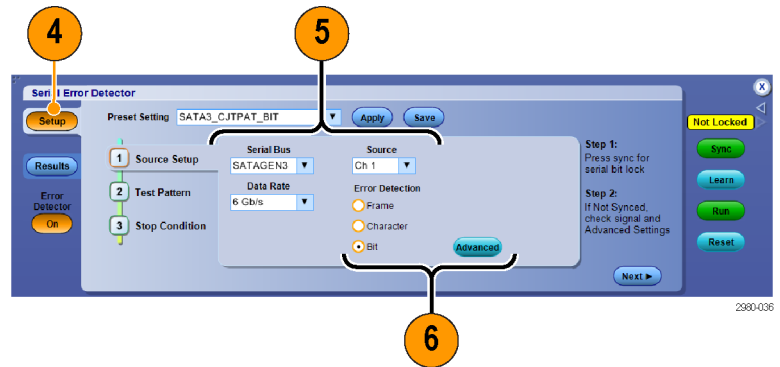 4
5
Serial Error Detector
X
Setup
Preset Setting SATA3_CJTPAT_BIT Apply Save
Not Locked
1 Source Setup
Serial Bus
Source
SATAGEN3
Ch 1
Step 1:
Press sync for
serial bit lock
Sync
Results
2 Test Pattern
Data Rate
6 Gb/s
Error Detection
Frame
Character
Bit
Advanced
Step 2:
If Not Synced,
check signal and
Advanced Settings
Learn
Error
Detector
On
3 Stop Condition
Run
Reset
Next
2980-036
6